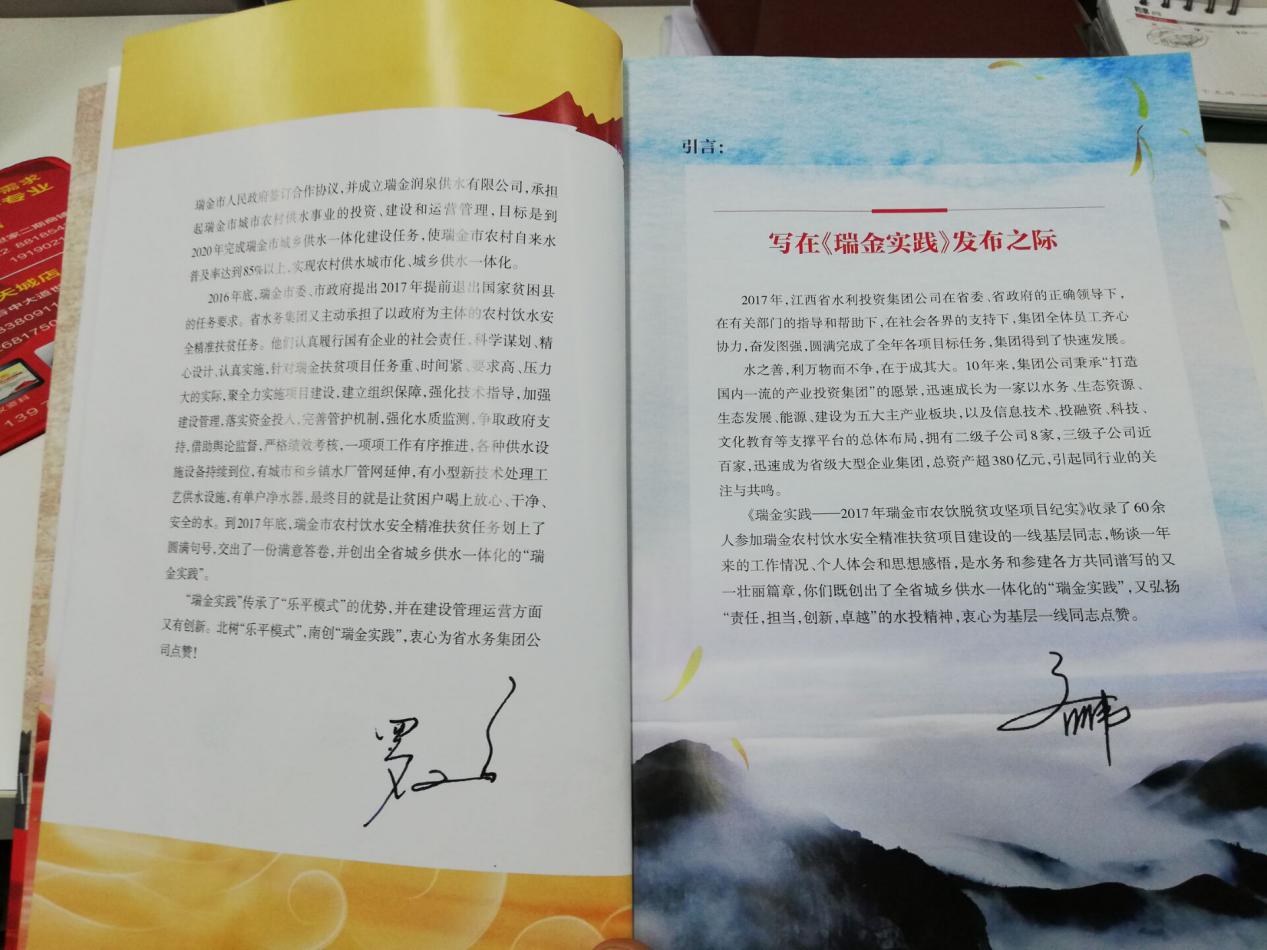 瑞金市人民政府签订合作协议,并成立瑞金润泉供水有限公司,承担
起瑞金市城市农村供水事业的投资、建设和运营管理,目标是到
2020年完成瑞金市城乡供水一体化建设任务,使瑞金市农村自来水
普及率达到85%以上,实现农村供水城市化、城乡供水一体化。
2016年底,瑞金市委、市政府提出2017年提前退出国家贫困县
的任务要求。省水务集团又主动承担了以政府为主体的农村饮水安
全精准扶贫任务。他们认真履行国有企业的社会责任,科学谋划、精
心设计、认真实施,针对瑞金扶贫项目任务重、时间紧、要求高、压力
大的实际,聚全力实施项目建设,建立组织保障,强化技术指导,加强
建设管理,落实资金投入,完善管护机制,强化水质监测,争取政府支
持,借助舆论监督,严格绩效考核,一项项工作有序推进,各种供水设
施设备持续到位,有城市和乡镇水厂管网延伸,有小型新技术处理工
艺供水设施,有单户净水器,最终目的就是让贫困户喝上放心、干净、
安全的水。到2017年底,瑞金市农村饮水安全精准扶贫任务划上了
圆满句号,交出了一份满意答卷,并创出全省城乡供水一体化的“瑞
金实践”。
“瑞金实践”传承了“乐平模式”的优势,并在建设管理运营方面
又有创新。北树“乐平模式”,南创“瑞金实践”,衷心为省水务集团公
司点赞!
引言:
写在《瑞金实践》发布之际
2017年,江西省水利投资集团公司在省委、省政府的正确领导下,
在有关部门的指导和帮助下,在社会各界的支持下,集团全体员工齐心
协力,奋发图强,圆满完成了全年各项目标任务,集团得到了快速发展。
水之善,利万物而不争,在于成其大。10年来,集团公司秉承“打造
国内一流的产业投资集团”的愿景,迅速成长为一家以水务、生态资源、
生态发展、能源、建设为五大主产业板块,以及信息技术、投融资、科技、
文化教育等支撑平台的总体布局,拥有二级子公司8家,三级子公司近
百家,迅速成为省级大型企业集团,总资产超380亿元,引起同行业的关
注与共鸣。
《瑞金实践——2017年瑞金市农饮脱贫攻坚项目纪实》收录了60余
人参加瑞金农村饮水安全精准扶贫项目建设的一线基层同志,畅谈一年
来的工作情况、个人体会和思想感悟,是水务和参建各方共同谱写的又
一壮丽篇章,你们既创出了全省城乡供水一体化的“瑞金实践”,又弘扬
“责任,担当,创新,卓越”的水投精神,衷心为基层一线同志点赞。